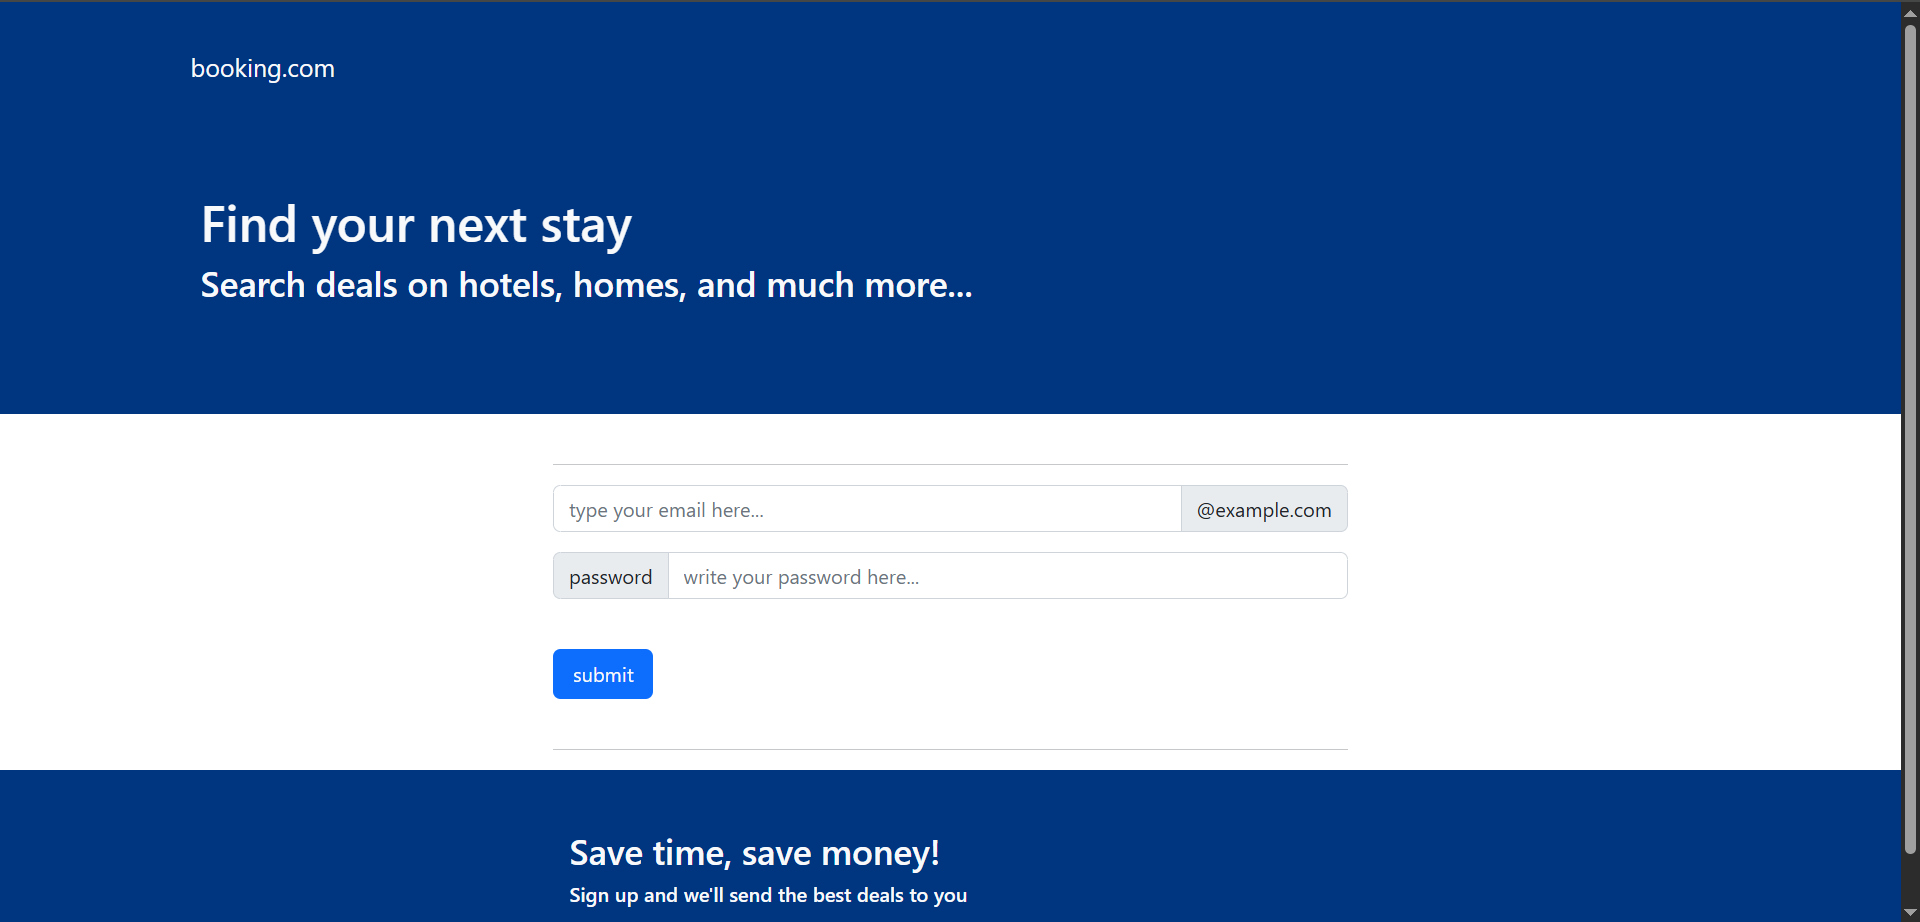 booking.com
Find your next stay
Search deals on hotels, homes, and much more...
type your email here...
@example.com
password
write your password here...
submit
Save time, save money!
Sign up and we'll send the best deals to you